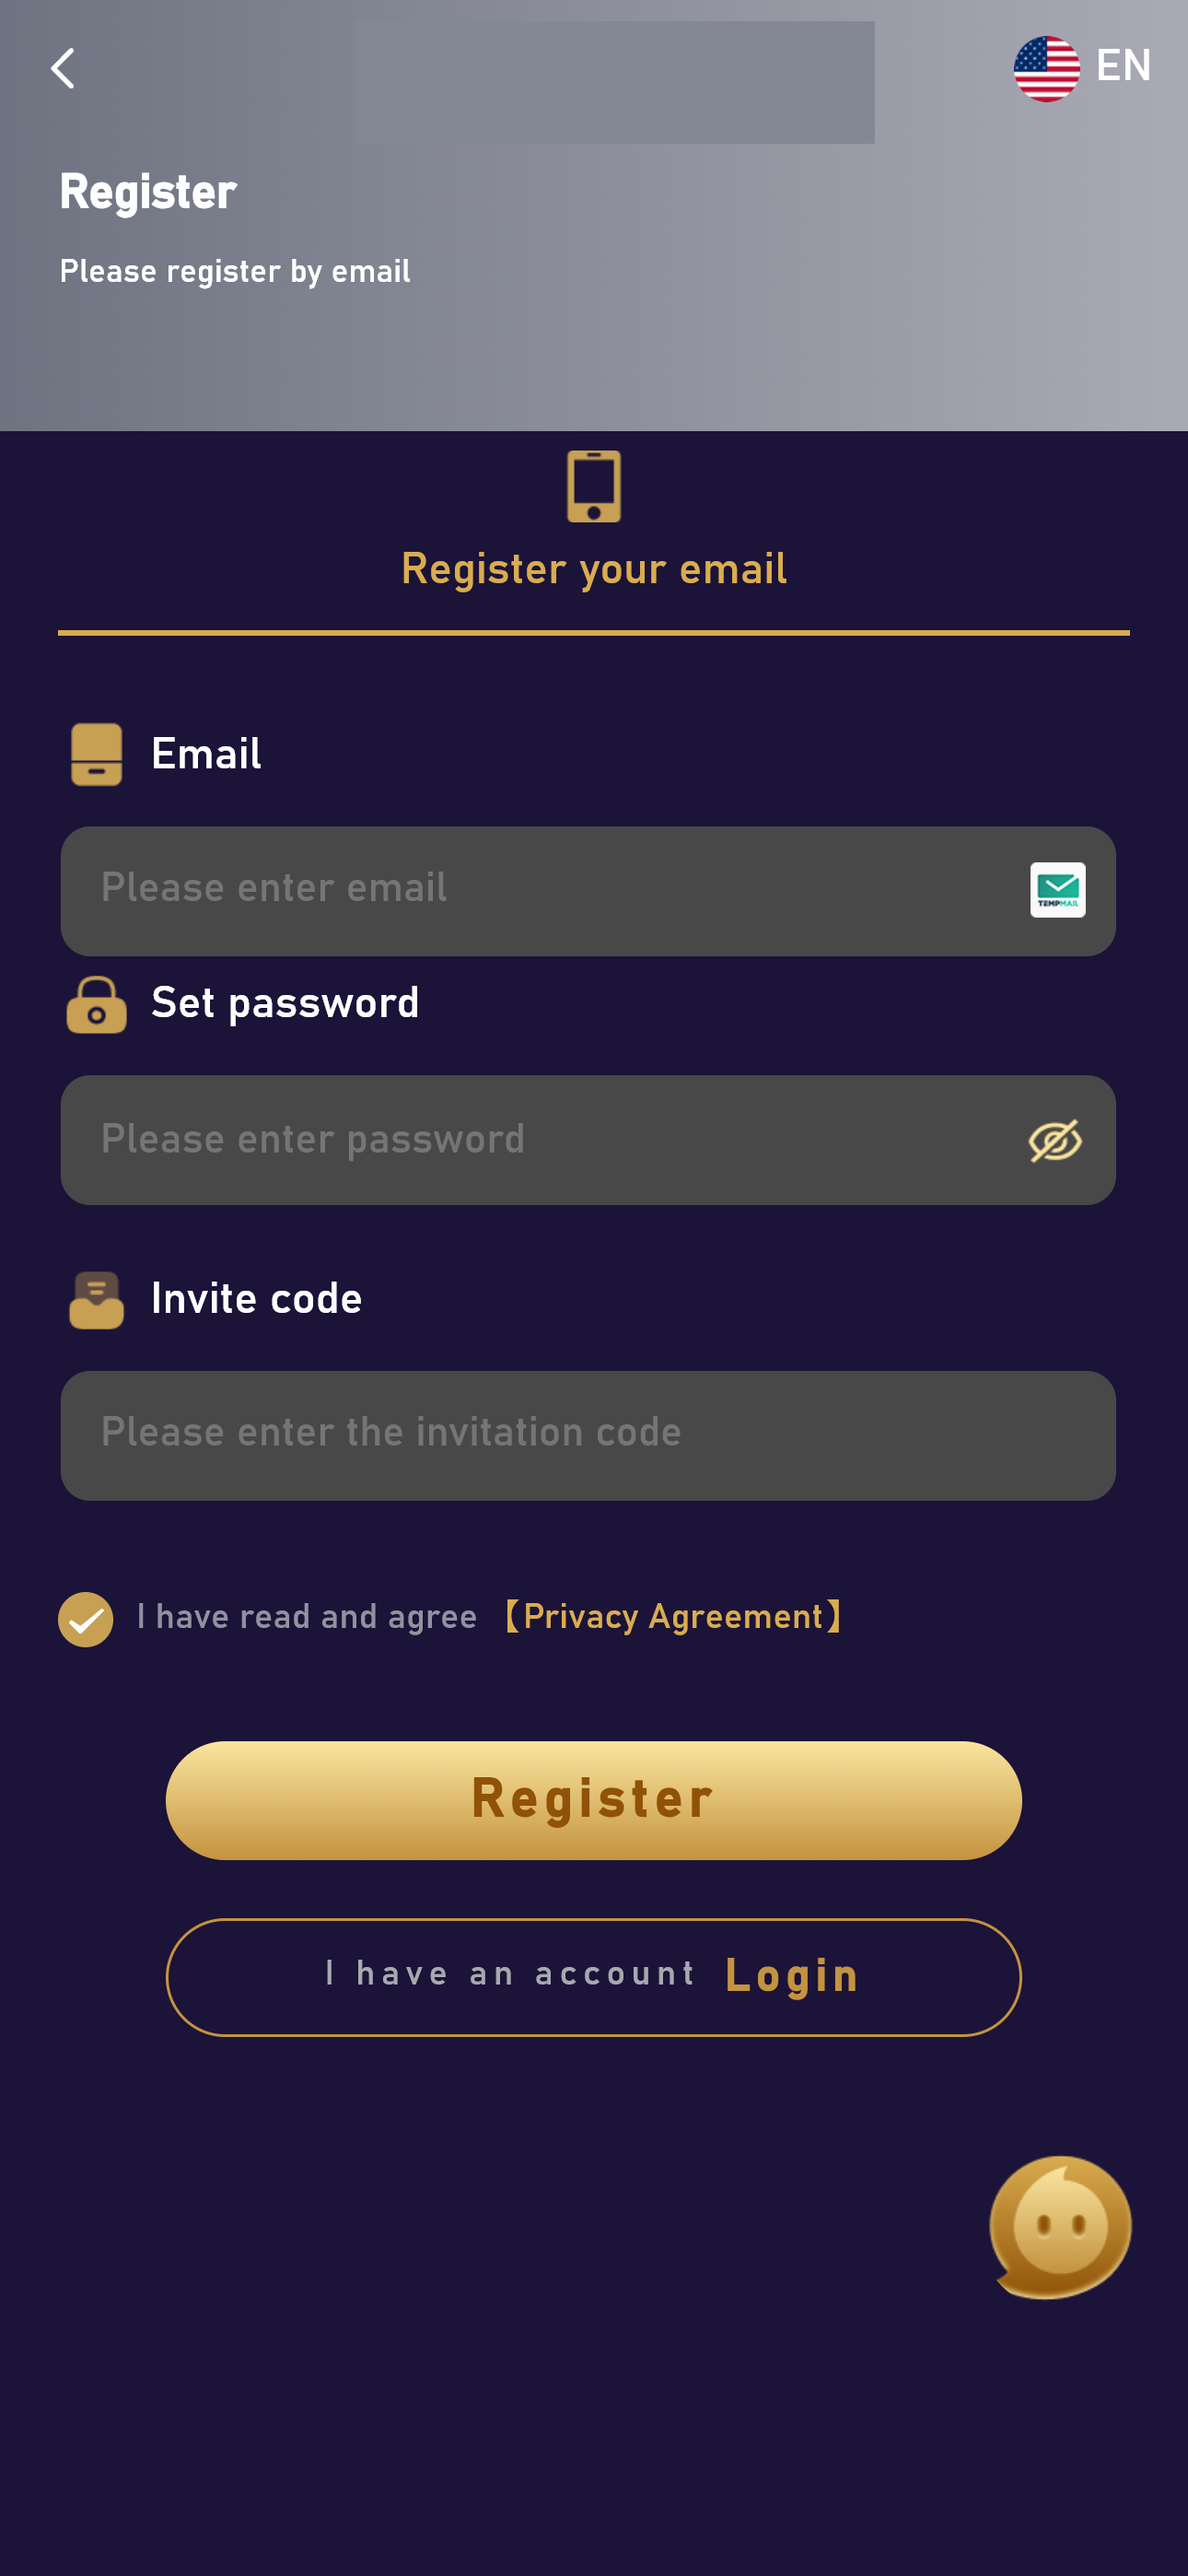 EN
Register
Please register by email
Register your email
Email
Please enter email
TEMPMAIL
Set password
Please enter password
Invite code
Please enter the invitation code
I have read and agree 【Privacy Agreement】
Register
I have an account Login